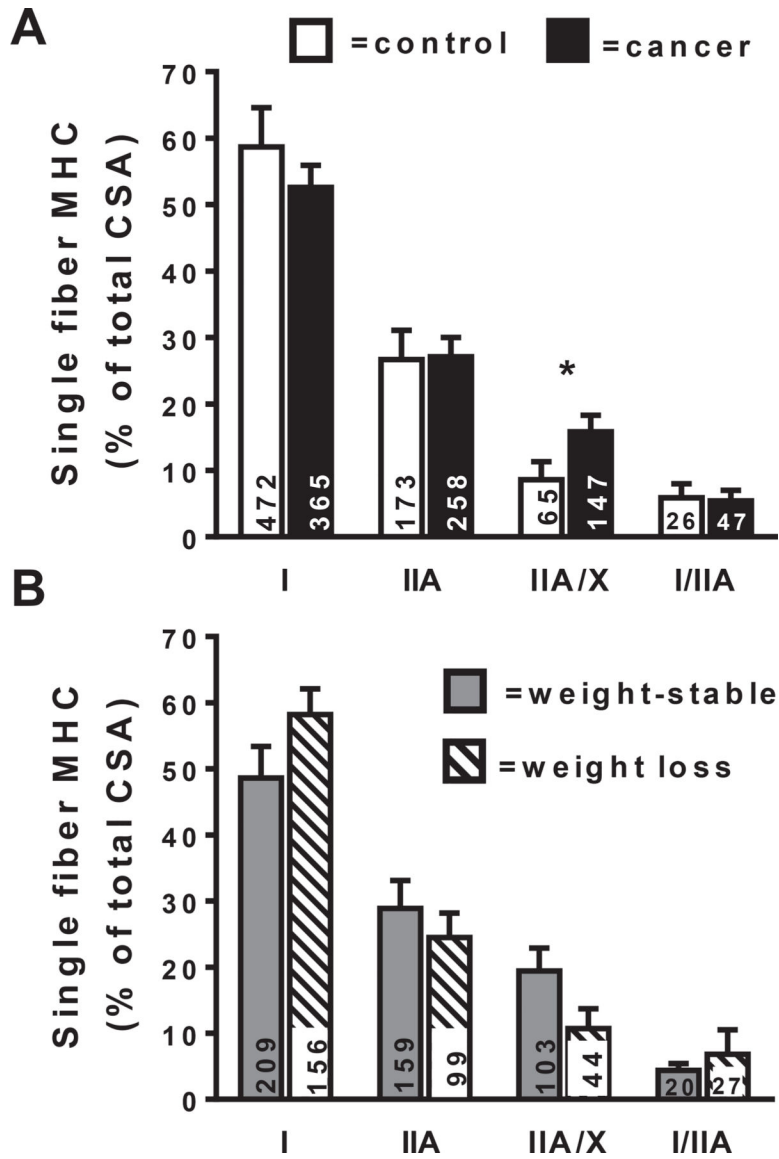 A
=control =cancer
Single fiber MHC
(% of total CSA)
70
60
50
40
30
20
10
0
472 365 173 258 65 147 26 47
*
I IIA IIA/X I/IIA
B
=weight-stable
=weight loss
Single fiber MHC
(% of total CSA)
70
60
50
40
30
20
10
0
209 156 159 99 103 44 20 27
I IIA IIA/X I/IIA